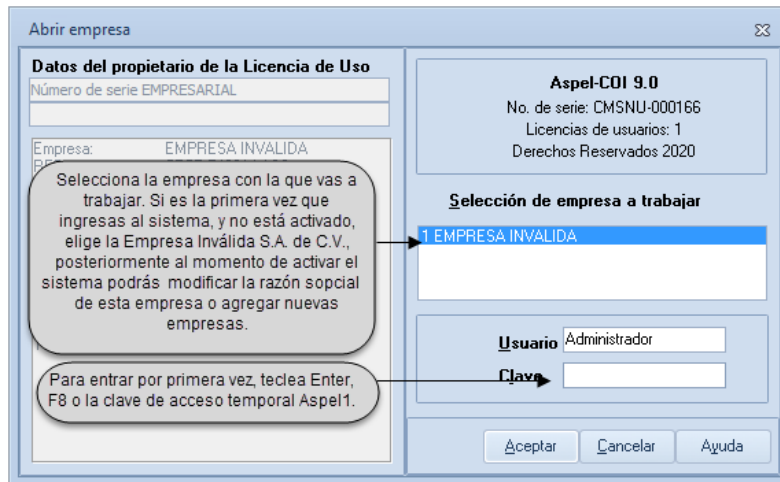 Abrir empresa
Datos del propietario de la Licencia de Uso
Número de serie EMPRESARIAL
Empresa: EMPRESA INVALIDA
Selecciona la empresa con la que vas a
trabajar. Si es la primera vez que
ingresas al sistema, y no está activado,
elige la Empresa Inválida S.A. de C.V.,
posteriormente al momento de activar el
sistema podrás modificar la razón sopcial
de esta empresa o agregar nuevas
empresas.
Para entrar por primera vez, teclea Enter,
F8 o la clave de acceso temporal Aspel1.
Aspel-COI 9.0
No. de serie: CMSNU-000166
Licencias de usuarios: 1
Derechos Reservados 2020
Selección de empresa a trabajar
1 EMPRESA INVALIDA
Usuario Administrador
Clave
Aceptar Cancelar Ayuda